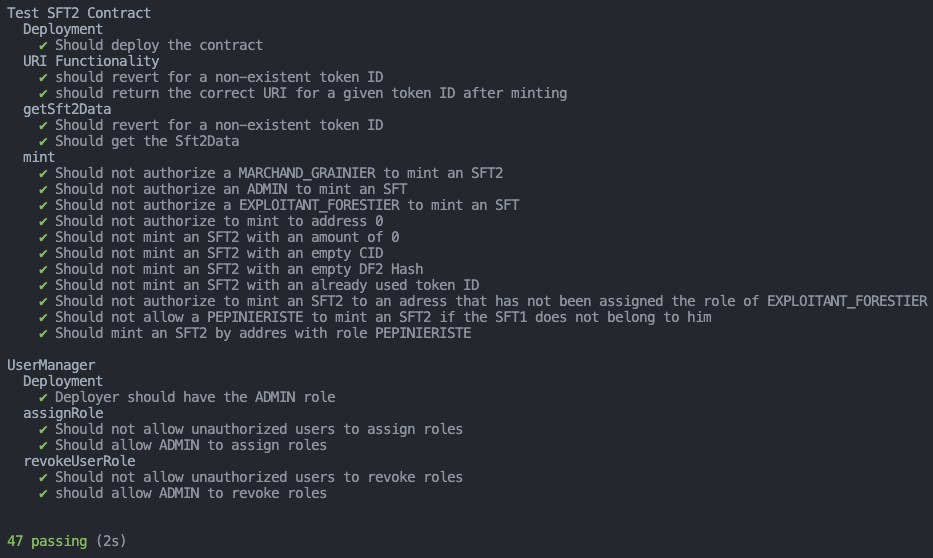 Test SFT2 Contract
Deployment
✔ Should deploy the contract
URI Functionality
✔ should revert for a non-existent token ID
✔ should return the correct URI for a given token ID after minting
getSft2Data
✔ Should revert for a non-existent token ID
✔ Should get the Sft2Data
mint
✔ Should not authorize a MARCHAND_GRAINIER to mint an SFT2
✔ Should not authorize an ADMIN to mint an SFT
✔ Should not authorize a EXPLOITANT_FORESTIER to mint an SFT
✔ Should not authorize to mint to address 0
✔ Should not mint an SFT2 with an amount of 0
✔ Should not mint an SFT2 with an empty CID
✔ Should not mint an SFT2 with an empty DF2 Hash
✔ Should not mint an SFT2 with an already used token ID
✔ Should not authorize to mint an SFT2 to an adress that has not been assigned the role of EXPLOITANT_FORESTIER
✔ Should not allow a PEPINIERISTE to mint an SFT2 if the SFT1 does not belong to him
✔ Should mint an SFT2 by addres with role PEPINIERISTE
UserManager
Deployment
✔ Deployer should have the ADMIN role
assignRole
✔ Should not allow unauthorized users to assign roles
✔ Should allow ADMIN to assign roles
revokeUserRole
✔ Should not allow unauthorized users to revoke roles
✔ should allow ADMIN to revoke roles
47 passing (2s)